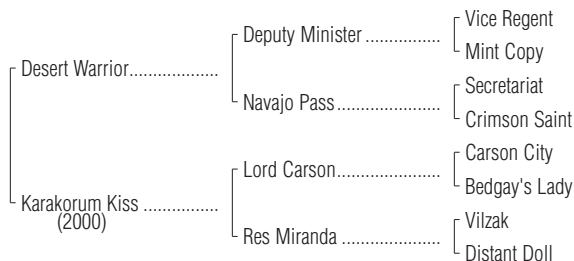 Vice Regent
Deputy Minister ................
Mint Copy
Desert Warrior...................
Secretariat
Navajo Pass ......................
Crimson Saint
Carson City
Lord Carson......................
Bedgay's Lady
Karakorum Kiss ................
(2000)
Vilzak
Res Miranda .....................
Distant Doll